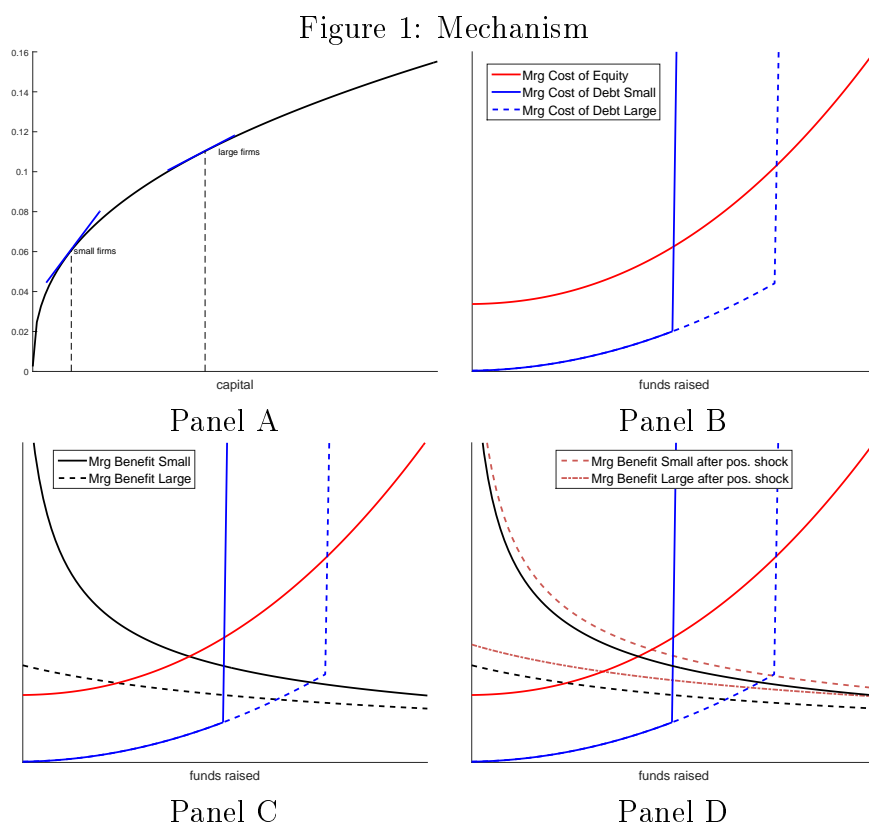 Figure 1: Mechanism
0.16
0.14
0.12
0.1
0.08
0.06
0.04
0.02
0
large firms
small firms
capital
Panel A
Mrg Cost of Equity
Mrg Cost of Debt Small
Mrg Cost of Debt Large
funds raised
Panel B
Mrg Benefit Small
Mrg Benefit Large
funds raised
Panel C
Mrg Benefit Small after pos. shock
Mrg Benefit Large after pos. shock
funds raised
Panel D